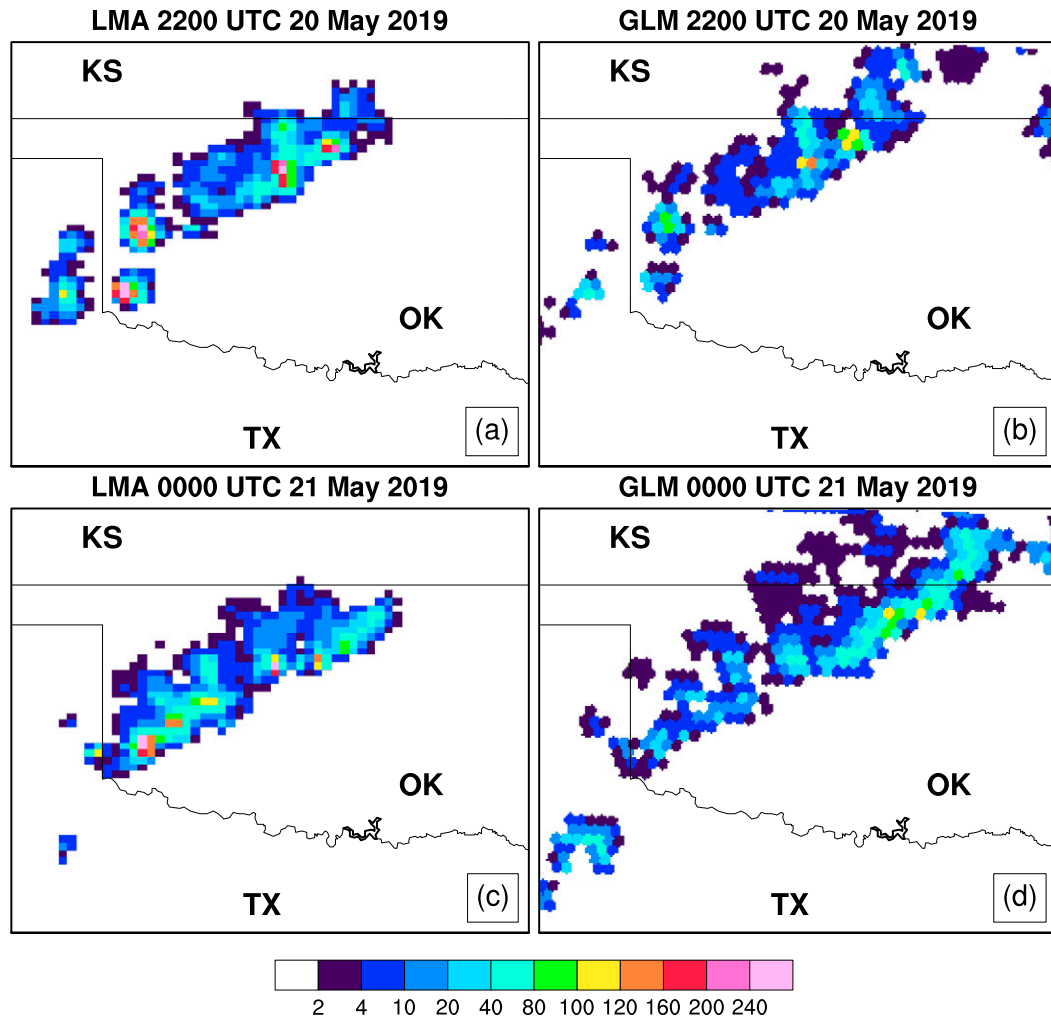 LMA 2200 UTC 20 May 2019
GLM 2200 UTC 20 May 2019
KS
KS
OK
OK
TX
(a)
TX
(b)
LMA 0000 UTC 21 May 2019
GLM 0000 UTC 21 May 2019
KS
KS
OK
OK
TX
(c)
TX
(d)
2 4 10 20 40 80 100 120 160 200 240